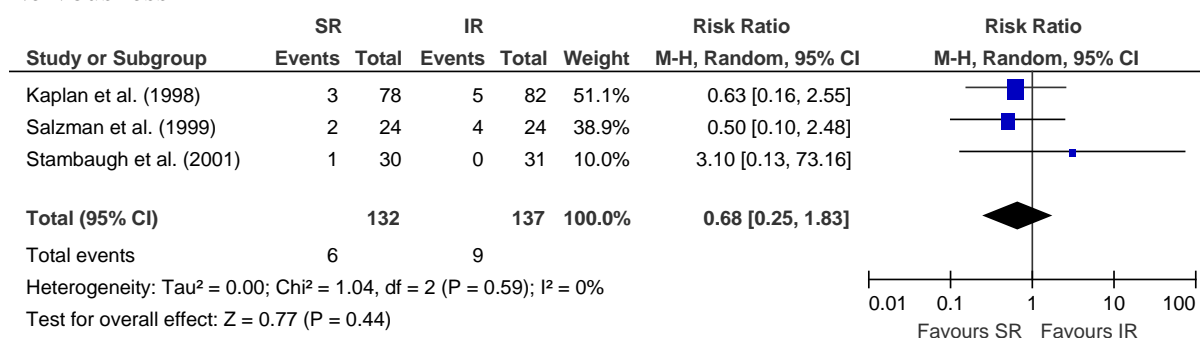 SR IR Risk Ratio Risk Ratio
Study or Subgroup Events Total Events Total Weight M-H, Random, 95% CI M-H, Random, 95% CI
Kaplan et al. (1998) 3 78 5 82 51.1% 0.63 [0.16, 2.55]
Salzman et al. (1999) 2 24 4 24 38.9% 0.50 [0.10, 2.48]
Stambaugh et al. (2001) 1 30 0 31 10.0% 3.10 [0.13, 73.16]
Total (95% CI) 132 137 100.0% 0.68 [0.25, 1.83]
Total events 6 9
Heterogeneity: Tau² = 0.00; Chi² = 1.04, df = 2 (P = 0.59); I² = 0%
Test for overall effect: Z = 0.77 (P = 0.44)
0.01 0.1 1 10 100
Favours SR Favours IR